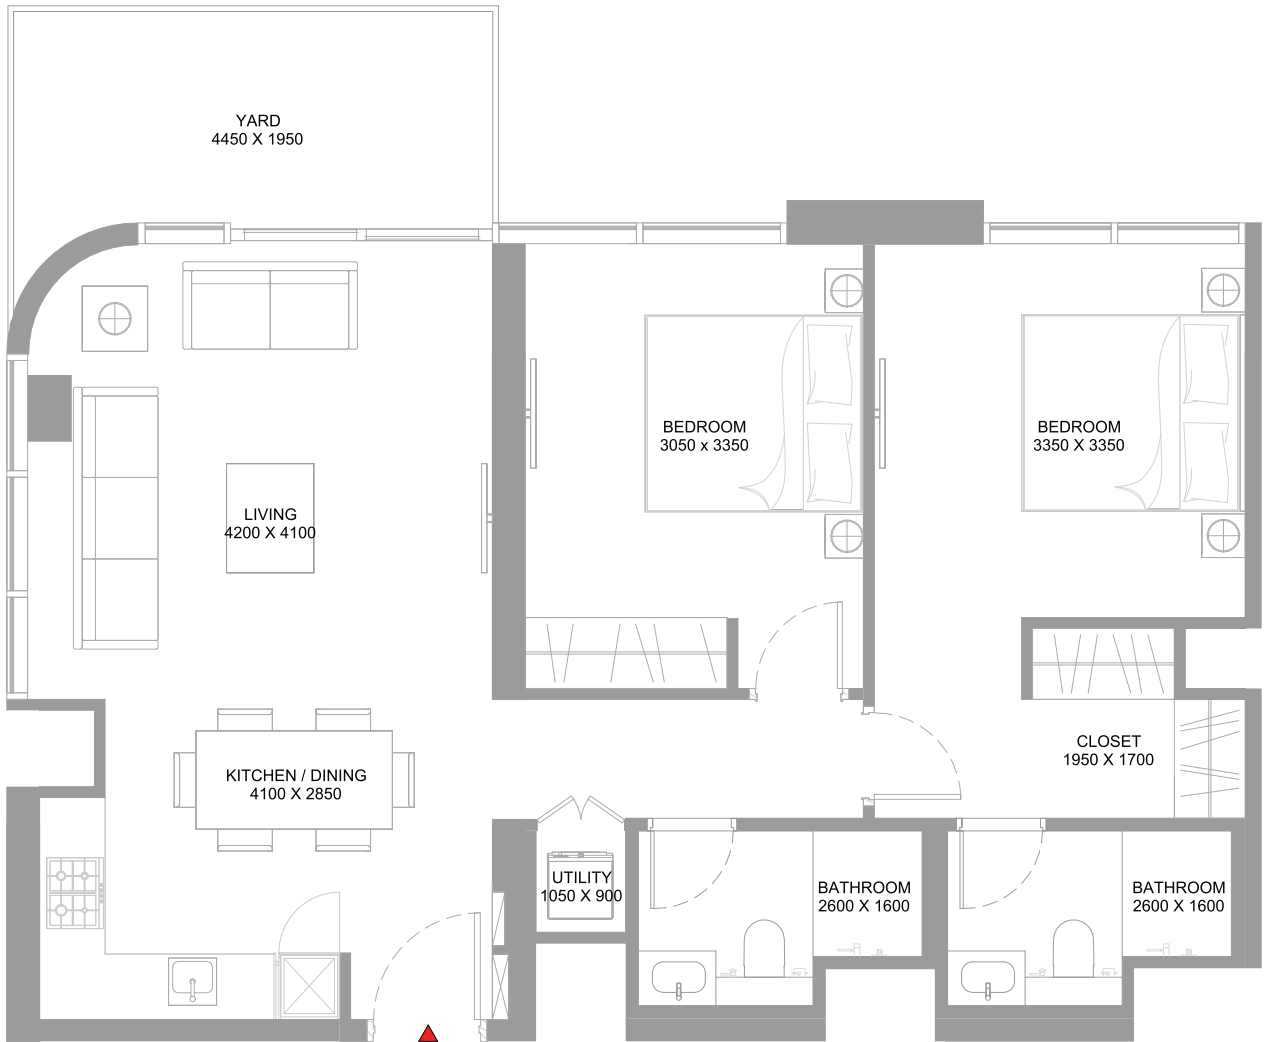 YARD
4450 X 1950
BEDROOM
3050 x 3350
BEDROOM
3350 X 3350
LIVING
4200 X 4100
KITCHEN / DINING
4100 X 2850
CLOSET
1950 X 1700
UTILITY
1050 X 900
BATHROOM
2600 X 1600
BATHROOM
2600 X 1600